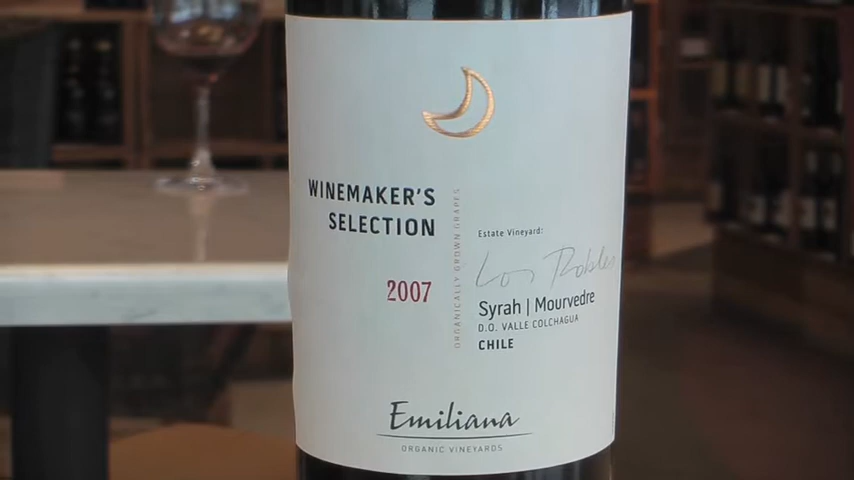 WINEMAKER'S
SELECTION
2007
ORGANICALLY GROWN GRAPES
Estate Vineyard:
Los Robles
Syrah | Mourvedre
D.O. VALLE COLCHAGUA
CHILE
Emiliana
ORGANIC VINEYARDS